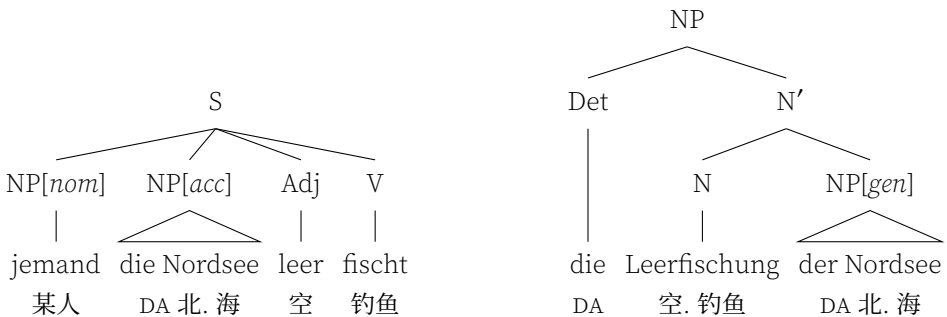 NP
S
Det N′
NP[nom] NP[acc] Adj V
N NP[gen]
jemand die Nordsee leer fischt
die Leerfischung der Nordsee
某人 DA 北. 海 空 钓鱼
DA 空. 钓鱼 DA 北. 海